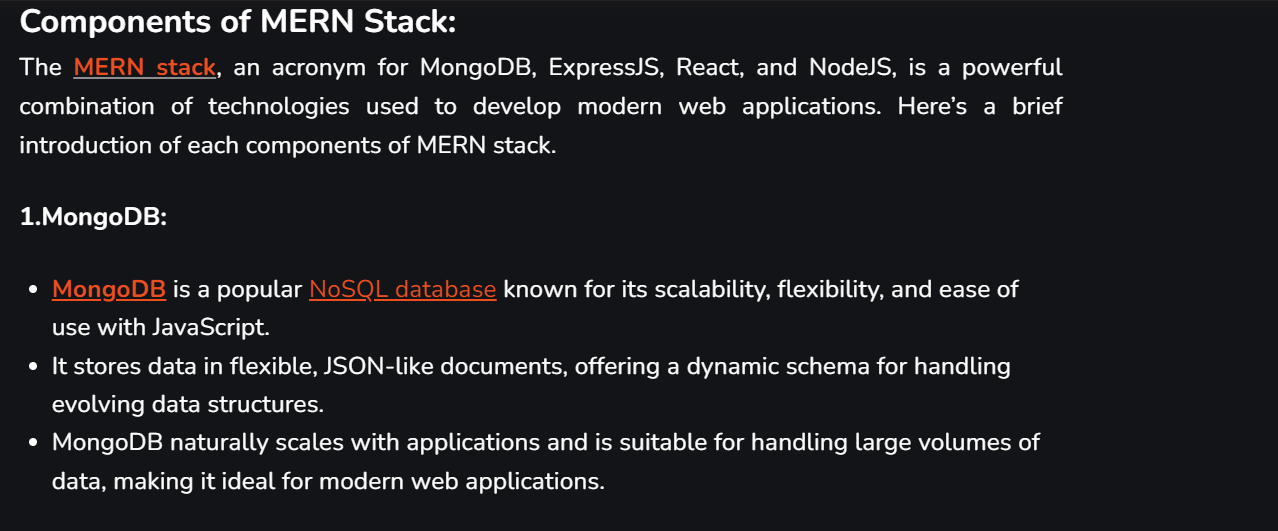 Components of MERN Stack:
The MERN stack, an acronym for MongoDB, ExpressJS, React, and NodeJS, is a powerful
combination of technologies used to develop modern web applications. Here’s a brief
introduction of each components of MERN stack.
1.MongoDB:
• MongoDB is a popular NoSQL database known for its scalability, flexibility, and ease of
use with JavaScript.
• It stores data in flexible, JSON-like documents, offering a dynamic schema for handling
evolving data structures.
• MongoDB naturally scales with applications and is suitable for handling large volumes of
data, making it ideal for modern web applications.